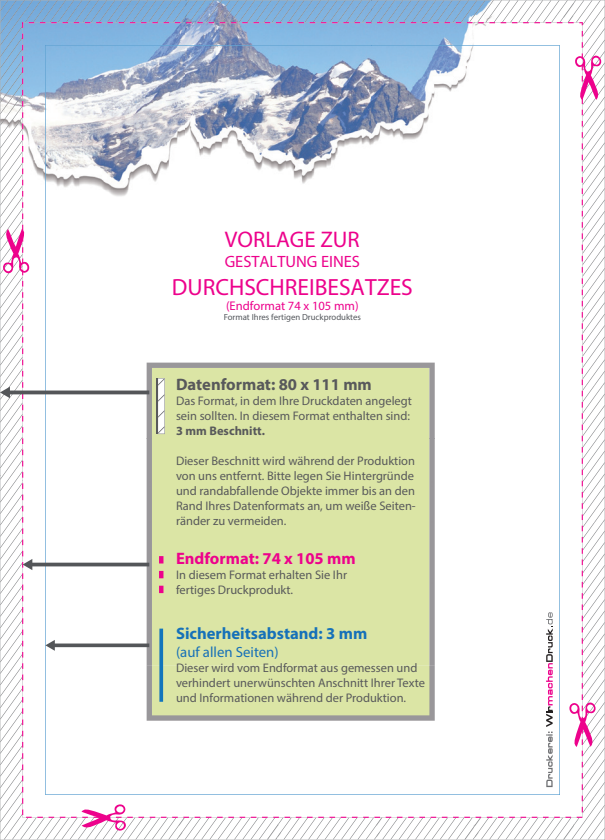 VORLAGE ZUR
GESTALTUNG EINES
DURCHSCHREIBESATZES
(Endformat 74 x 105 mm)
Format Ihres fertigen Druckproduktes
Datenformat: 80 x 111 mm
Das Format, in dem Ihre Druckdaten angelegt
sein sollten. In diesem Format enthalten sind:
3 mm Beschnitt.
Dieser Beschnitt wird während der Produktion
von uns entfernt. Bitte legen Sie Hintergründe
und randabfallende Objekte immer bis an den
Rand Ihres Datenformats an, um weiße Seiten-
ränder zu vermeiden.
Endformat: 74 x 105 mm
In diesem Format erhalten Sie Ihr
fertiges Druckprodukt.
Sicherheitsabstand: 3 mm
(auf allen Seiten)
Dieser wird vom Endformat aus gemessen und
verhindert unerwünschten Anschnitt Ihrer Texte
und Informationen während der Produktion.
Druckerei: WIrmachenDruck.de